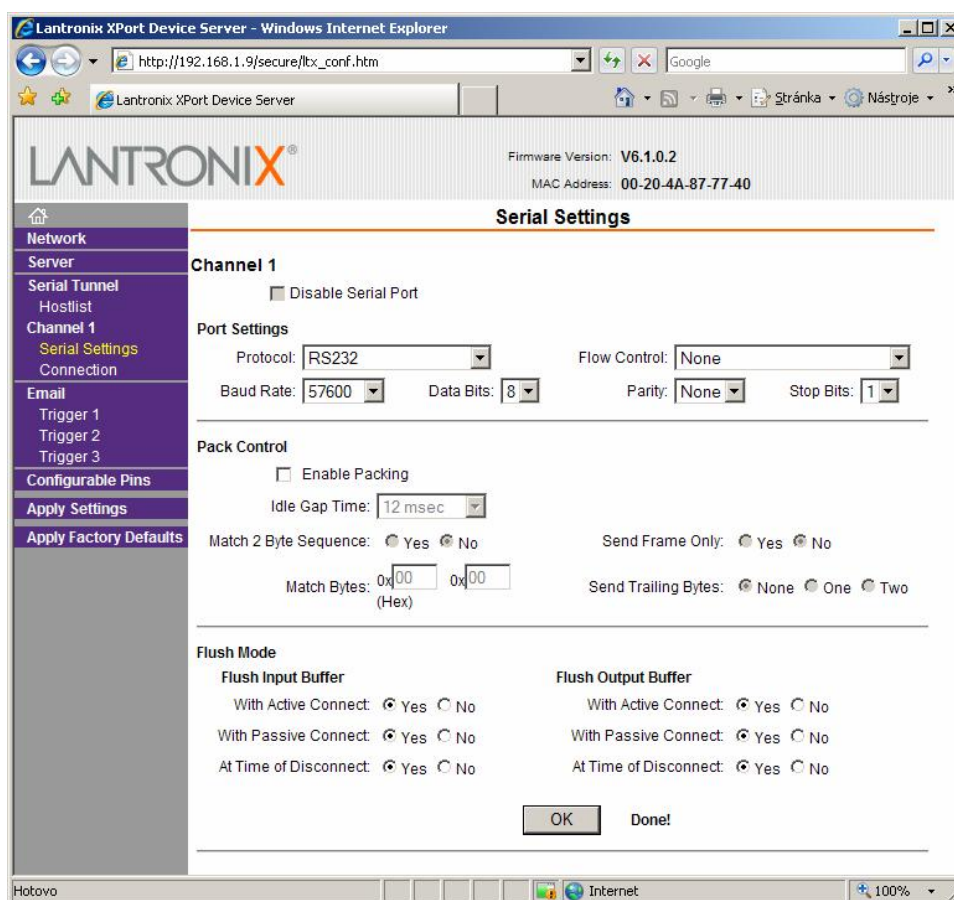 Lantronix XPort Device Server - Windows Internet Explorer
http://192.168.1.9/secure/ltx_conf.htm
Google
Lantronix XPort Device Server
Stránka
Nástroje
LANTRONIX®
Firmware Version: V6.1.0.2
MAC Address: 00-20-4A-87-77-40
Network
Server
Serial Tunnel
Hostlist
Channel 1
Serial Settings
Connection
Email
Trigger 1
Trigger 2
Trigger 3
Configurable Pins
Apply Settings
Apply Factory Defaults
Serial Settings
Channel 1
Disable Serial Port
Port Settings
Protocol: RS232 Flow Control: None
Baud Rate: 57600 Data Bits: 8 Parity: None Stop Bits: 1
Pack Control
Enable Packing
Idle Gap Time: 12 msec
Match 2 Byte Sequence: Yes No Send Frame Only: Yes No
Match Bytes: 0x00 0x00 Send Trailing Bytes: None One Two
(Hex)
Flush Mode
Flush Input Buffer Flush Output Buffer
With Active Connect: Yes No With Active Connect: Yes No
With Passive Connect: Yes No With Passive Connect: Yes No
At Time of Disconnect: Yes No At Time of Disconnect: Yes No
OK Done!
Hotovo Internet 100%